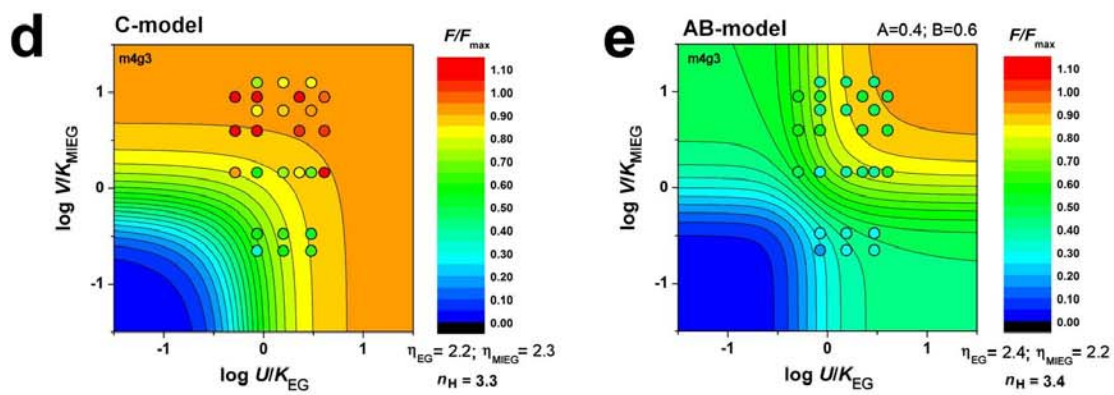 d
C-model
F/Fmax
m4g3
1.10
1.00
0.90
0.80
0.70
0.60
0.50
0.40
0.30
0.20
0.10
0.00
1
0
-1
log V/KMIEG
-1
0
1
ηEG= 2.2; ηMIEG= 2.3
log U/KEG
nH = 3.3
e
AB-model
A=0.4; B=0.6
F/Fmax
m4g3
1.10
1.00
0.90
0.80
0.70
0.60
0.50
0.40
0.30
0.20
0.10
0.00
1
0
-1
log V/KMIEG
-1
0
1
ηEG= 2.4; ηMIEG= 2.2
log U/KEG
nH = 3.4